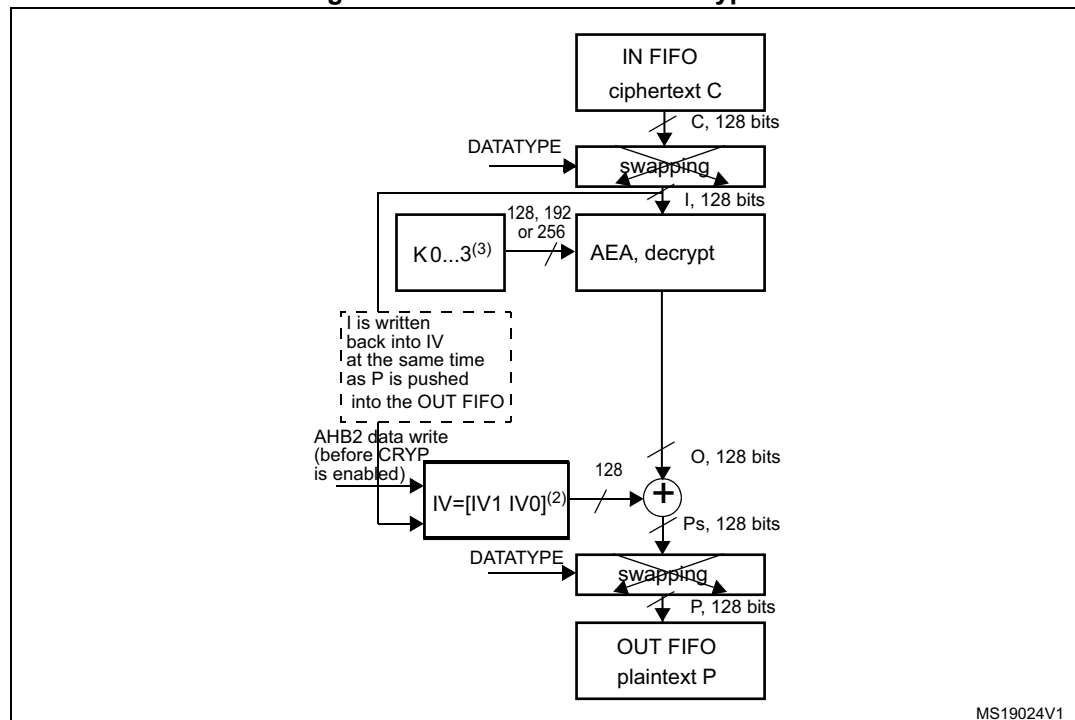 IN FIFO
ciphertext C
C, 128 bits
DATATYPE
swapping
I, 128 bits
128, 192
or 256
K 0...3(3)
AEA, decrypt
I is written
back into IV
at the same time
as P is pushed
into the OUT FIFO
AHB2 data write
(before CRYP
is enabled)
IV=[IV1 IV0](2)
128
O, 128 bits
+
Ps, 128 bits
DATATYPE
swapping
P, 128 bits
OUT FIFO
plaintext P
MS19024V1